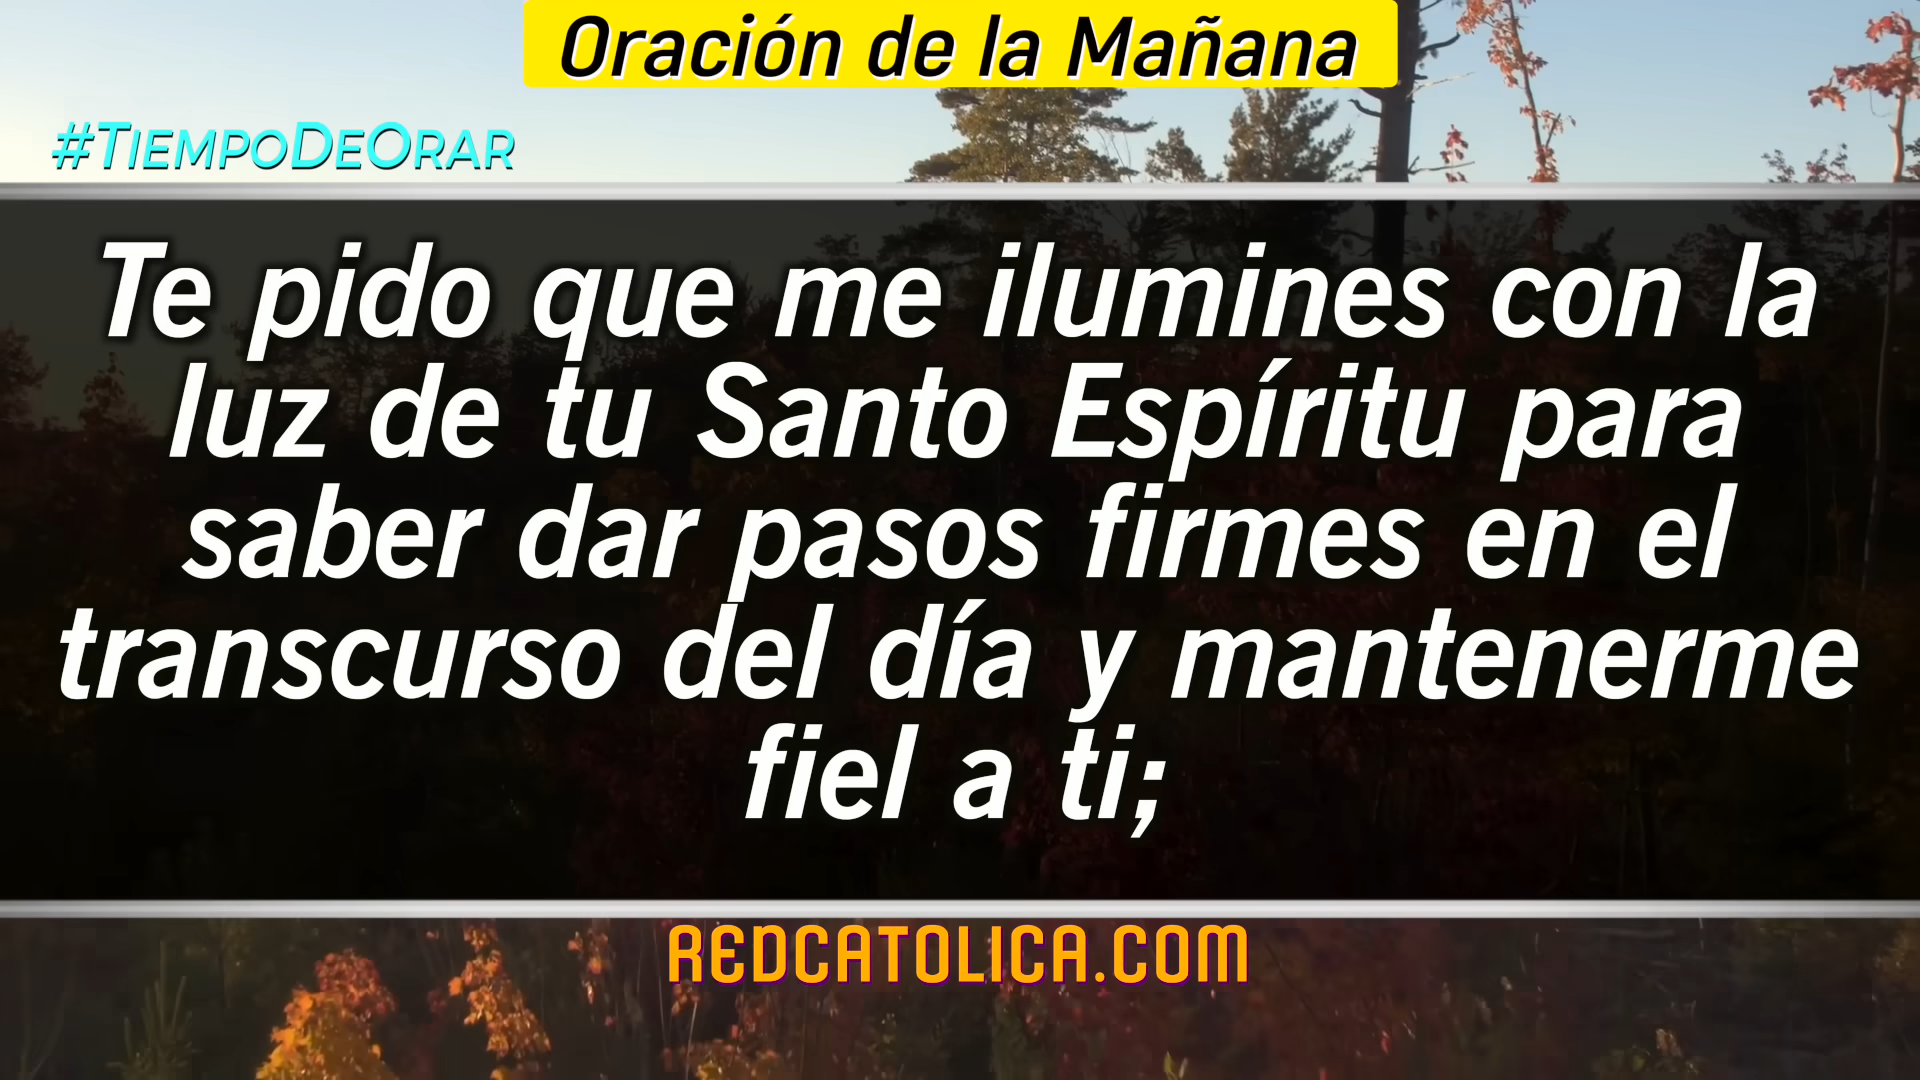 Oración de la Mañana
#TiempoDeOrar
Te pido que me ilumines con la
luz de tu Santo Espíritu para
saber dar pasos firmes en el
transcurso del día y mantenerme
fiel a ti;
REDCATOLICA.COM